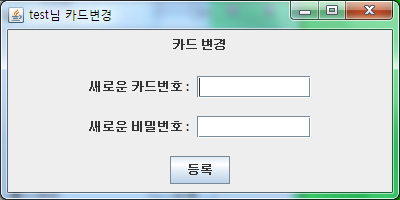 test님 카드변경
카드 변경
새로운 카드번호 :
새로운 비밀번호 :
등록